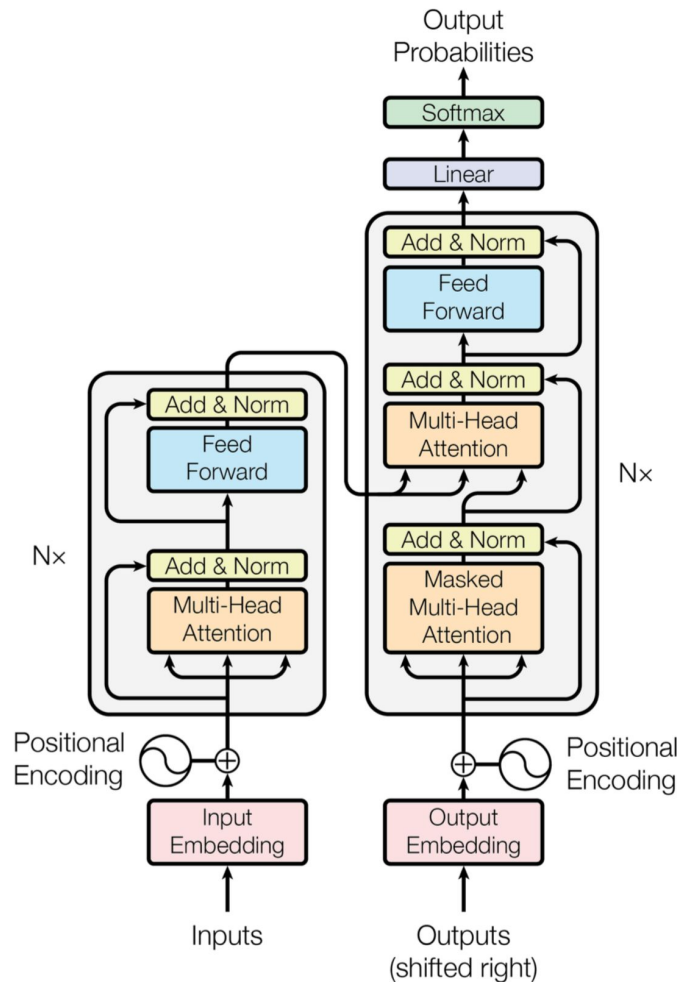 Output
Probabilities
Softmax
Linear
Add & Norm
Feed
Forward
Add & Norm
Multi-Head
Attention
Add & Norm
Masked
Multi-Head
Attention
Nx
Add & Norm
Feed
Forward
Add & Norm
Multi-Head
Attention
N×
Positional
Encoding
Positional
Encoding
Input
Embedding
Output
Embedding
Inputs
Outputs
(shifted right)